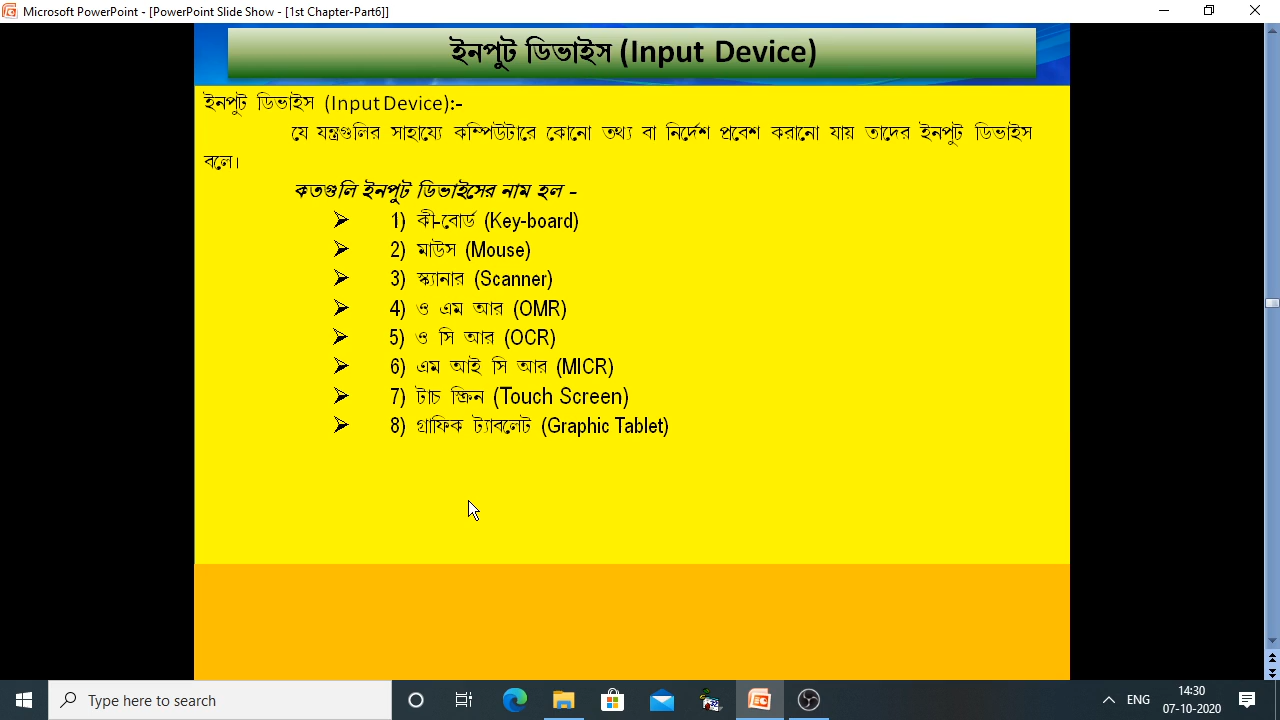 Microsoft PowerPoint - [PowerPoint Slide Show - [1st Chapter-Part6]]
ইনপুট ডিভাইস (Input Device)
ইনপুট ডিভাইস (Input Device):-
যে যন্ত্রগুলির সাহায্যে কম্পিউটারে কোনো তথ্য বা নির্দেশ প্রবেশ করানো যায় তাদের ইনপুট ডিভাইস
বলে।
কতগুলি ইনপুট ডিভাইসের নাম হল -
1) কী-বোর্ড (Key-board)
2) মাউস (Mouse)
3) স্ক্যানার (Scanner)
4) ও এম আর (OMR)
5) ও সি আর (OCR)
6) এম আই সি আর (MICR)
7) টাচ স্ক্রিন (Touch Screen)
8) গ্রাফিক ট্যাবলেট (Graphic Tablet)
Type here to search
ENG
14:30
07-10-2020